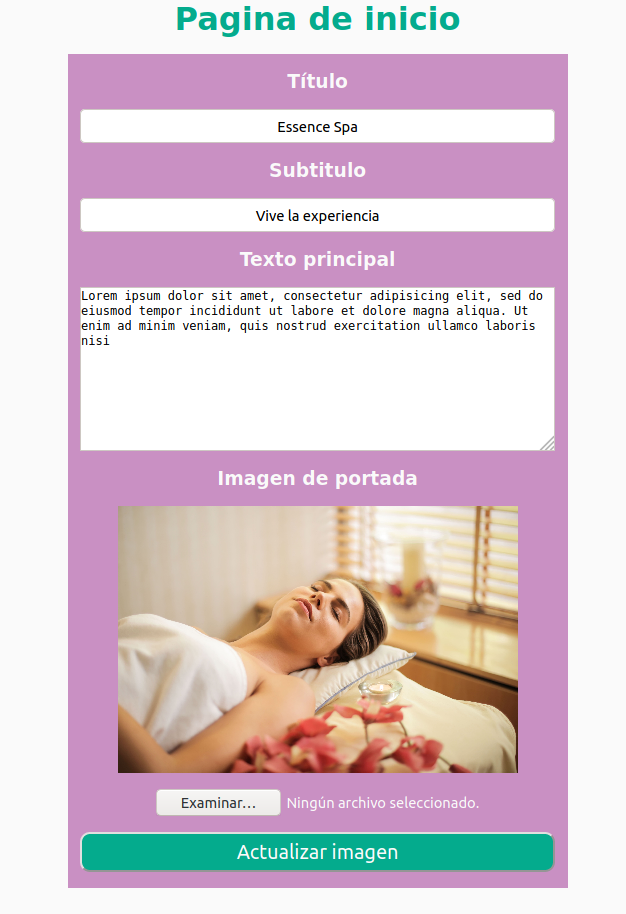 Pagina de inicio
Título
Essence Spa
Subtitulo
Vive la experiencia
Texto principal
Lorem ipsum dolor sit amet, consectetur adipisicing elit, sed do
eiusmod tempor incididunt ut labore et dolore magna aliqua. Ut
enim ad minim veniam, quis nostrud exercitation ullamco laboris
nisi
Imagen de portada
Examinar... Ningún archivo seleccionado.
Actualizar imagen